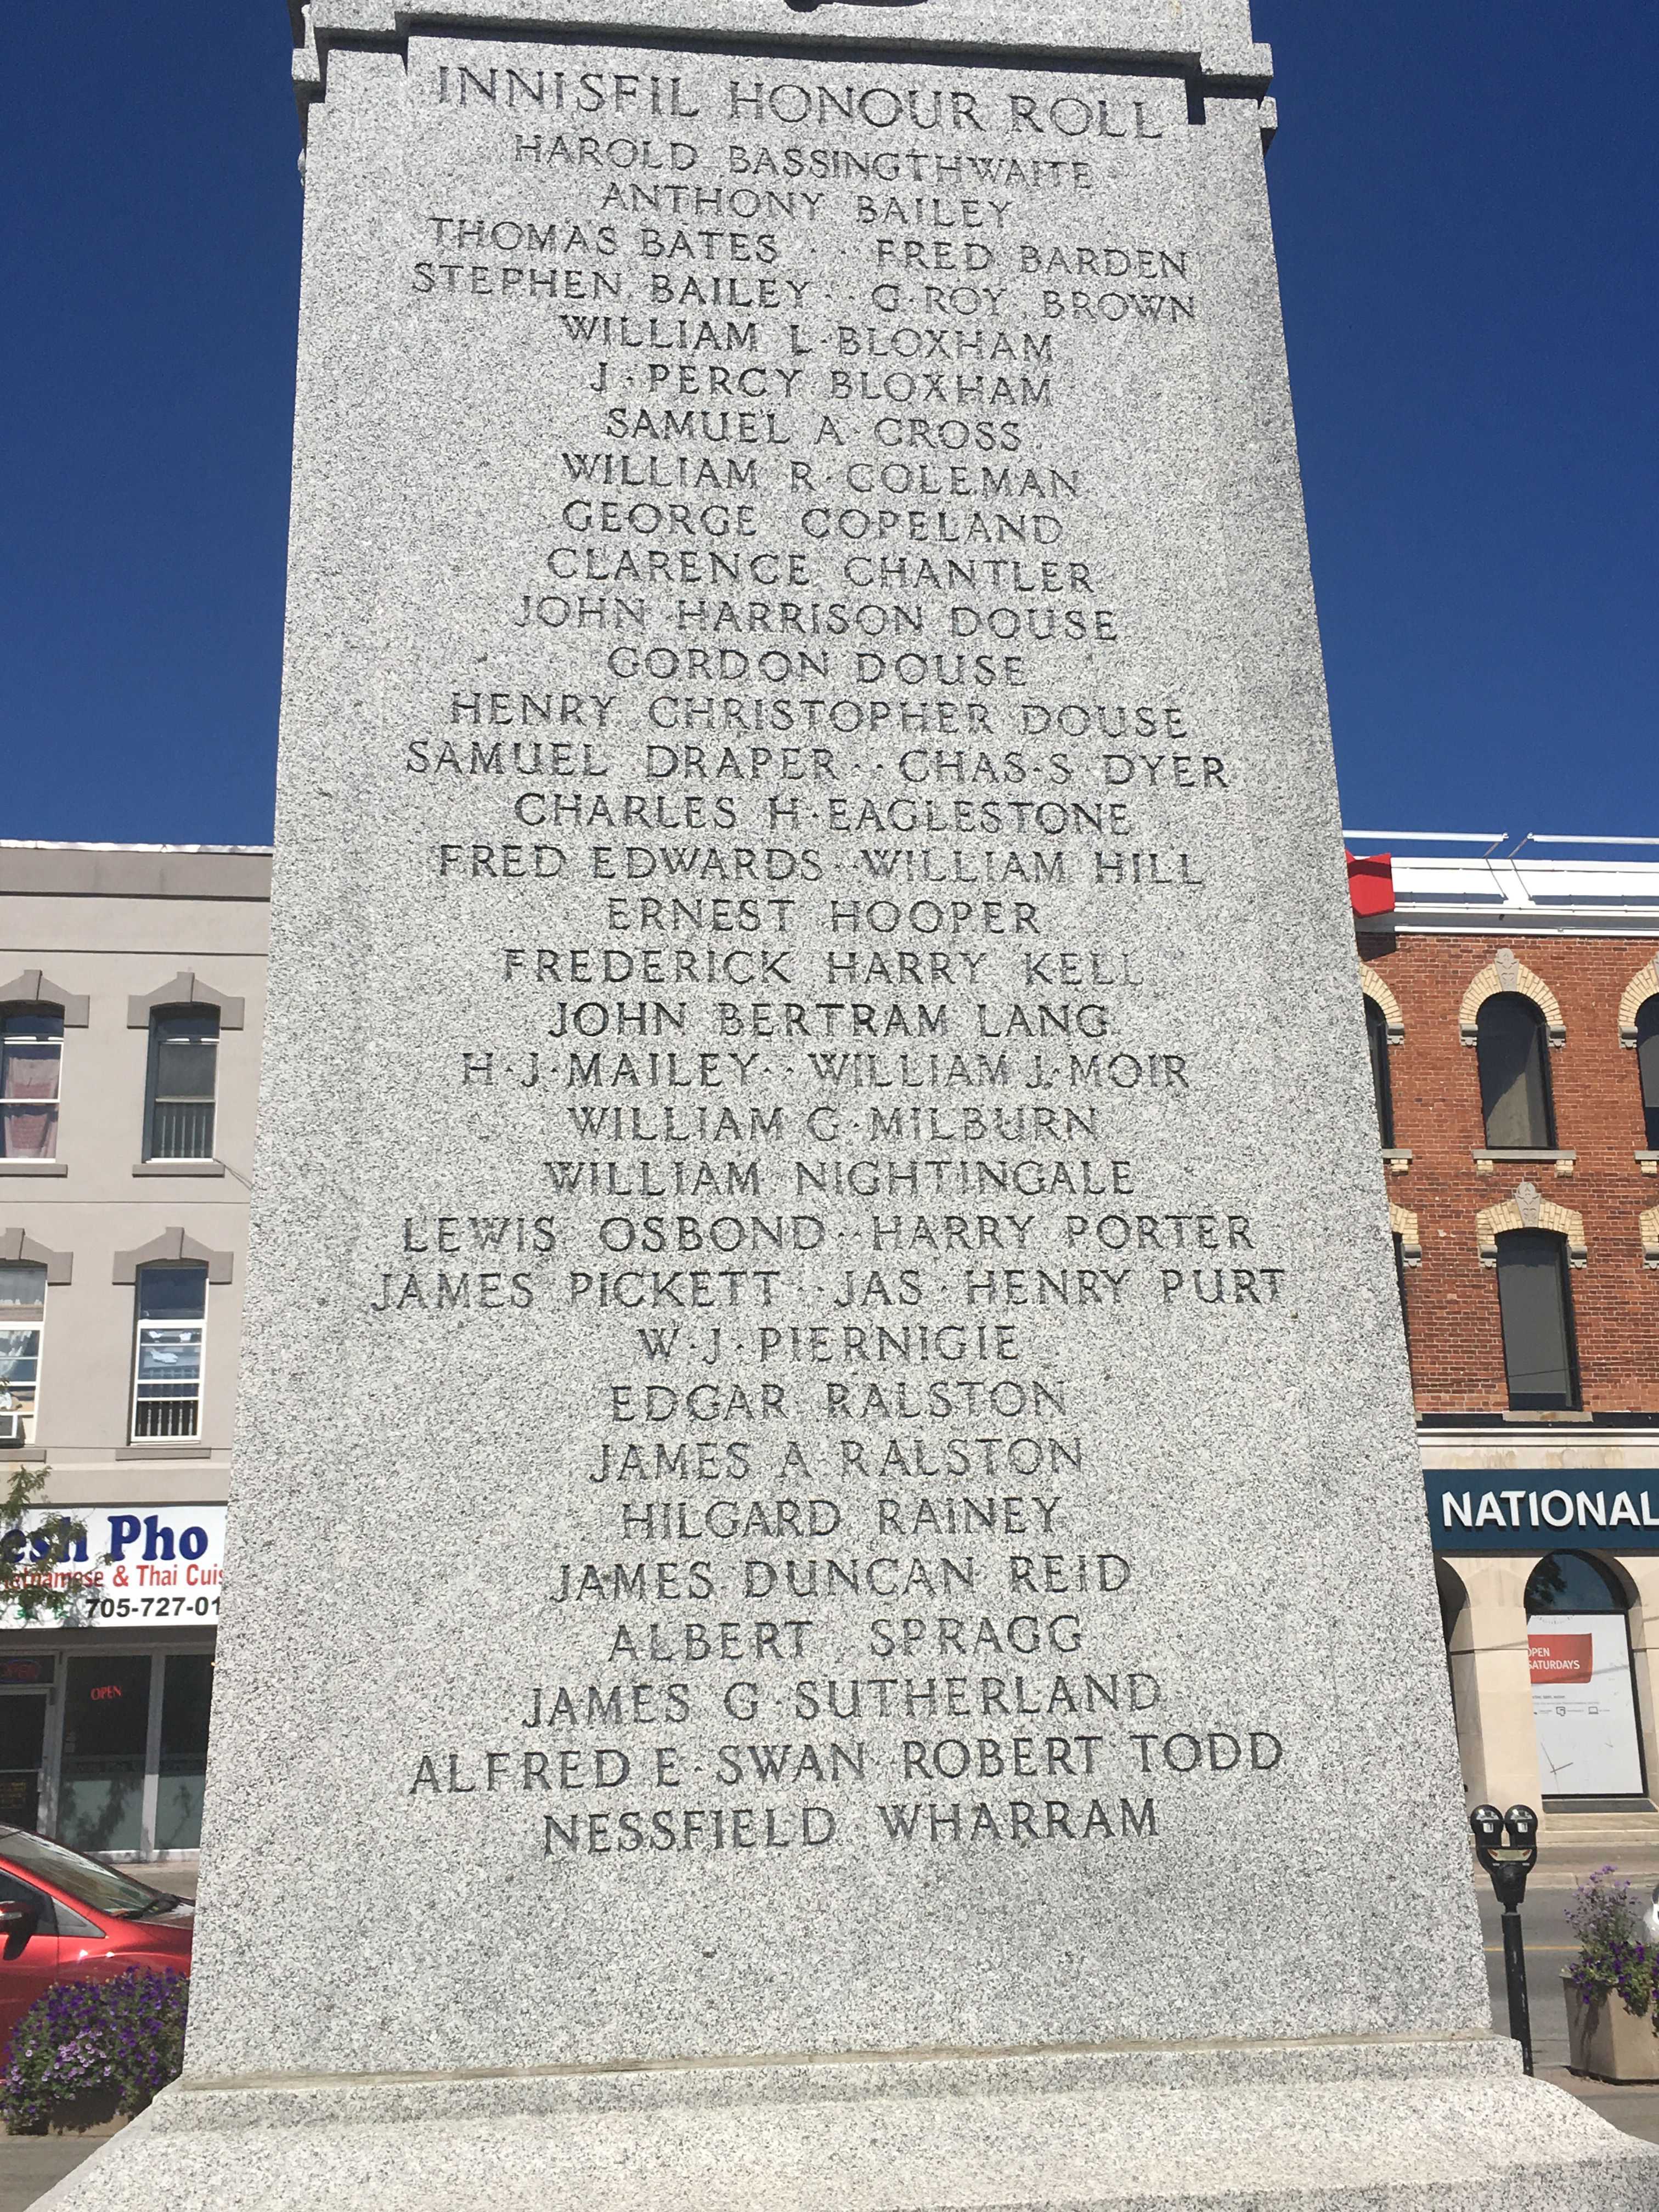 INNISFIL HONOUR ROLL
HAROLD BASSINGTHWAITE
ANTHONY BAILEY
THOMAS BATES · · FRED BARDEN
STEPHEN BAILEY · · G·ROY BROWN
WILLIAM L·BLOXHAM
J·PERCY BLOXHAM
SAMUEL A·CROSS
WILLIAM R·COLEMAN
GEORGE COPELAND
CLARENCE CHANTLER
JOHN HARRISON DOUSE
GORDON DOUSE
HENRY CHRISTOPHER DOUSE
SAMUEL DRAPER · · CHAS·S·DYER
CHARLES H·EAGLESTONE
FRED EDWARDS · · WILLIAM HILL
ERNEST HOOPER
FREDERICK HARRY KELL
JOHN BERTRAM LANG
H·J·MAILEY · · WILLIAM J·MOIR
WILLIAM G·MILBURN
WILLIAM NIGHTINGALE
LEWIS OSBOND · · HARRY PORTER
JAMES PICKETT · · JAS·HENRY PURT
W·J·PIERNIGIE
EDGAR RALSTON
JAMES A·RALSTON
HILGARD RAINEY
JAMES DUNCAN REID
ALBERT SPRAGG
JAMES G·SUTHERLAND
ALFRED E·SWAN · ROBERT TODD
NESSFIELD WHARRAM
esh Pho
& Thai Cuis
705-727-01
OPEN
NATIONAL
OPEN
SATURDAYS